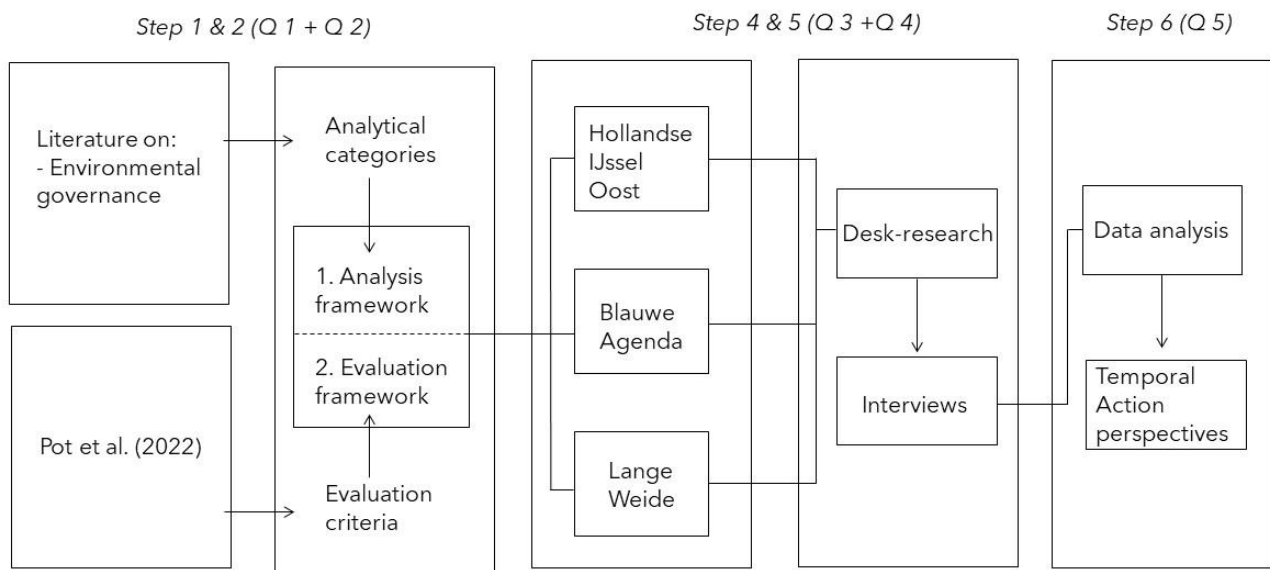 Step 1 & 2 (Q 1 + Q 2)
Step 4 & 5 (Q 3 +Q 4)
Step 6 (Q 5)
Literature on:
- Environmental
governance
Pot et al. (2022)
Analytical
categories
1. Analysis
framework
2. Evaluation
framework
Evaluation
criteria
Hollandse
IJssel
Oost
Blauwe
Agenda
Lange
Weide
Desk-research
Interviews
Data analysis
Temporal
Action
perspectives